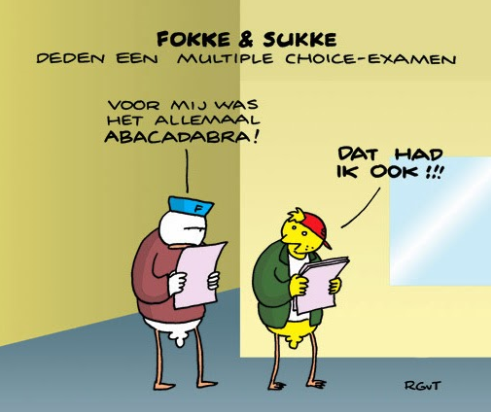 FOKKE & SUKKE
DEDEN EEN MULTIPLE CHOICE-EXAMEN
VOOR MIJ WAS
HET ALLEMAAL
ABACADABRA!
DAT HAD
IK OOK!!!
F
RGvT